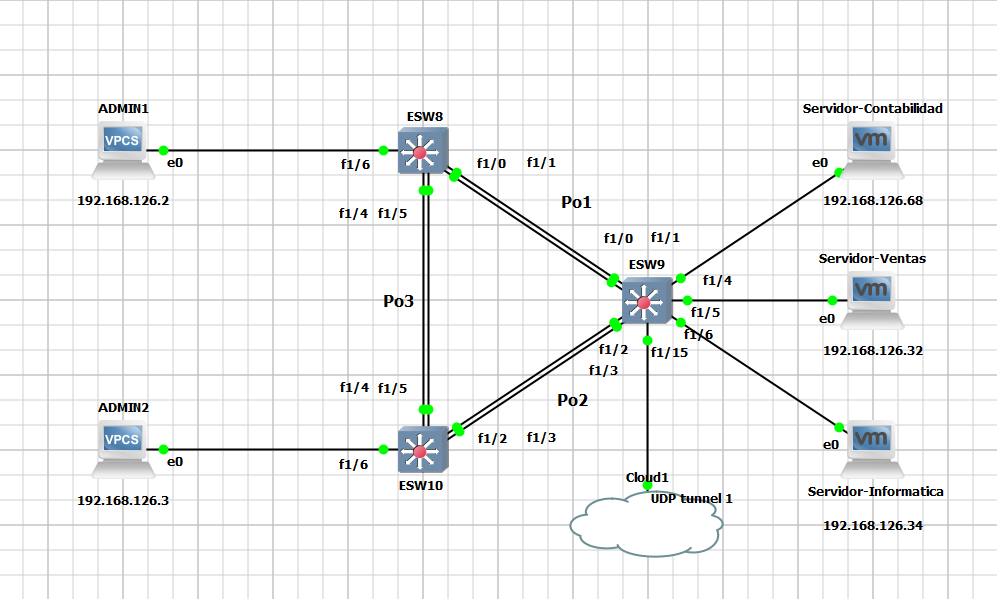 ADMIN1
VPCS
e0
192.168.126.2
ESW8
f1/6
f1/0 f1/1
f1/4 f1/5
Po1
Servidor-Contabilidad
vm
e0
192.168.126.68
f1/0 f1/1
ESW9
f1/4
Servidor-Ventas
vm
f1/5
e0
192.168.126.32
f1/6
f1/2
f1/15
f1/3
Po3
Po2
f1/4 f1/5
ADMIN2
VPCS
e0
192.168.126.3
f1/6
f1/2 f1/3
ESW10
vm
e0
Servidor-Informatica
192.168.126.34
Cloud1
UDP tunnel 1